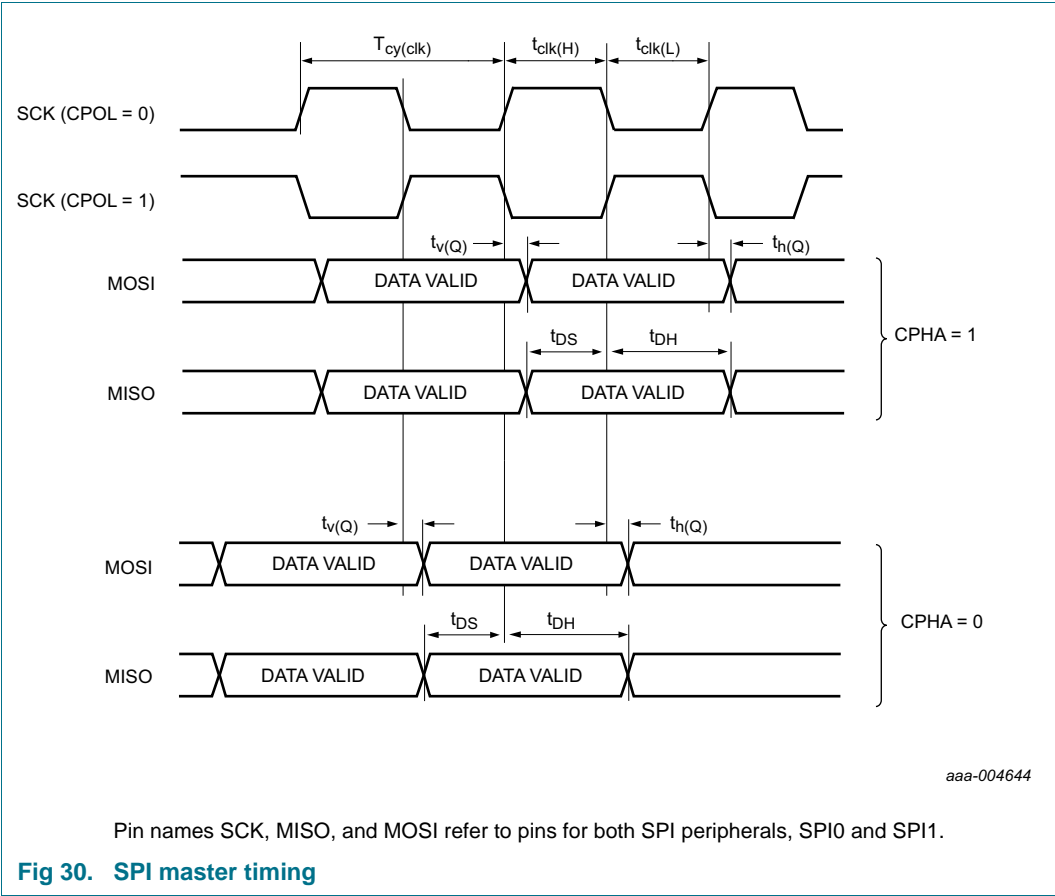 Tcy(clk) tclk(H) tclk(L)
SCK (CPOL = 0)
SCK (CPOL = 1)
tv(Q) th(Q)
MOSI DATA VALID DATA VALID
CPHA = 1
tDS tDH
MISO DATA VALID DATA VALID
tv(Q) th(Q)
MOSI DATA VALID DATA VALID
tDS tDH
CPHA = 0
MISO DATA VALID DATA VALID
aaa-004644
Pin names SCK, MISO, and MOSI refer to pins for both SPI peripherals, SPI0 and SPI1.
Fig 30. SPI master timing